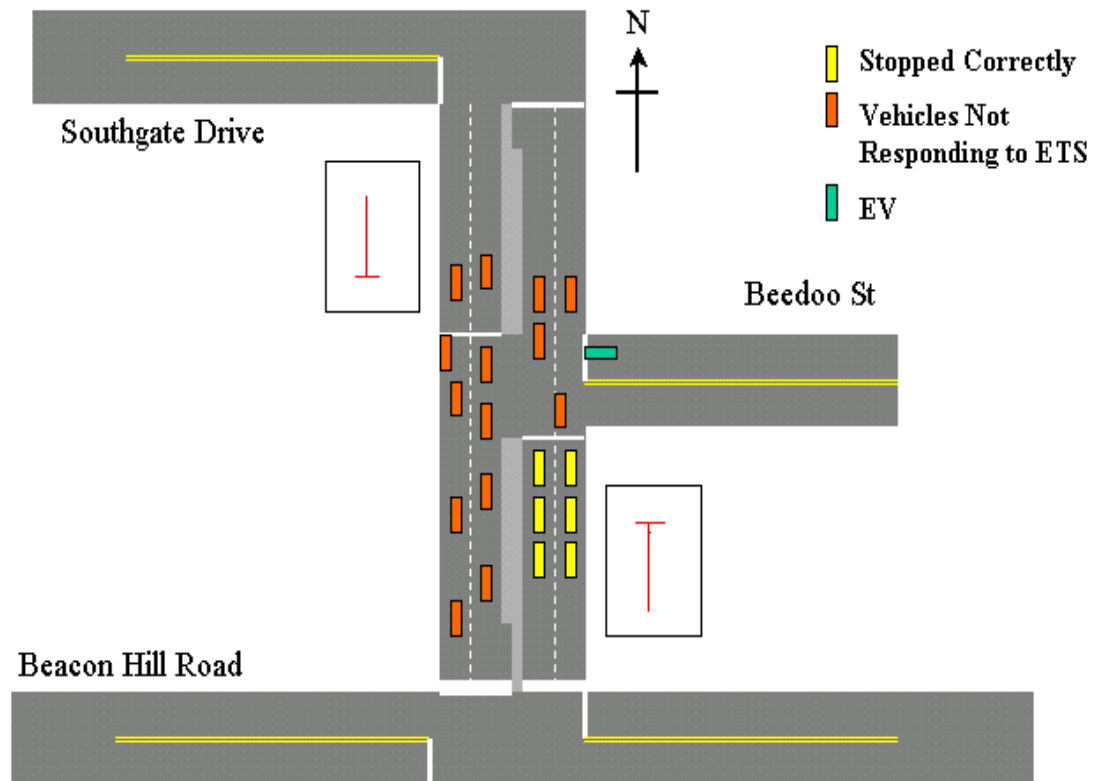 N
Stopped Correctly
Vehicles Not
Responding to ETS
EV
Southgate Drive
Beedoo St
Beacon Hill Road